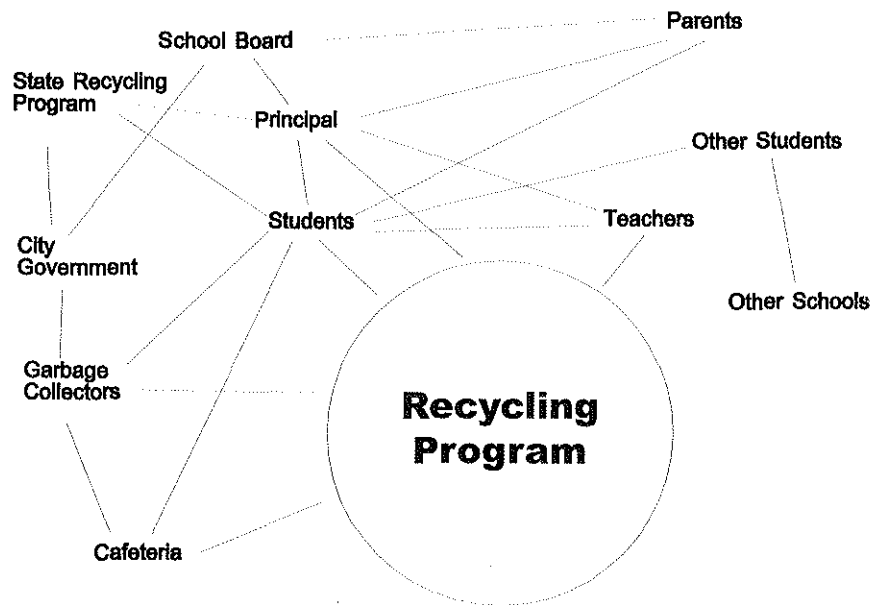 Parents
School Board
State Recycling
Program
Principal
Other Students
Students
Teachers
City
Government
Other Schools
Garbage
Collectors
Recycling
Program
Cafeteria